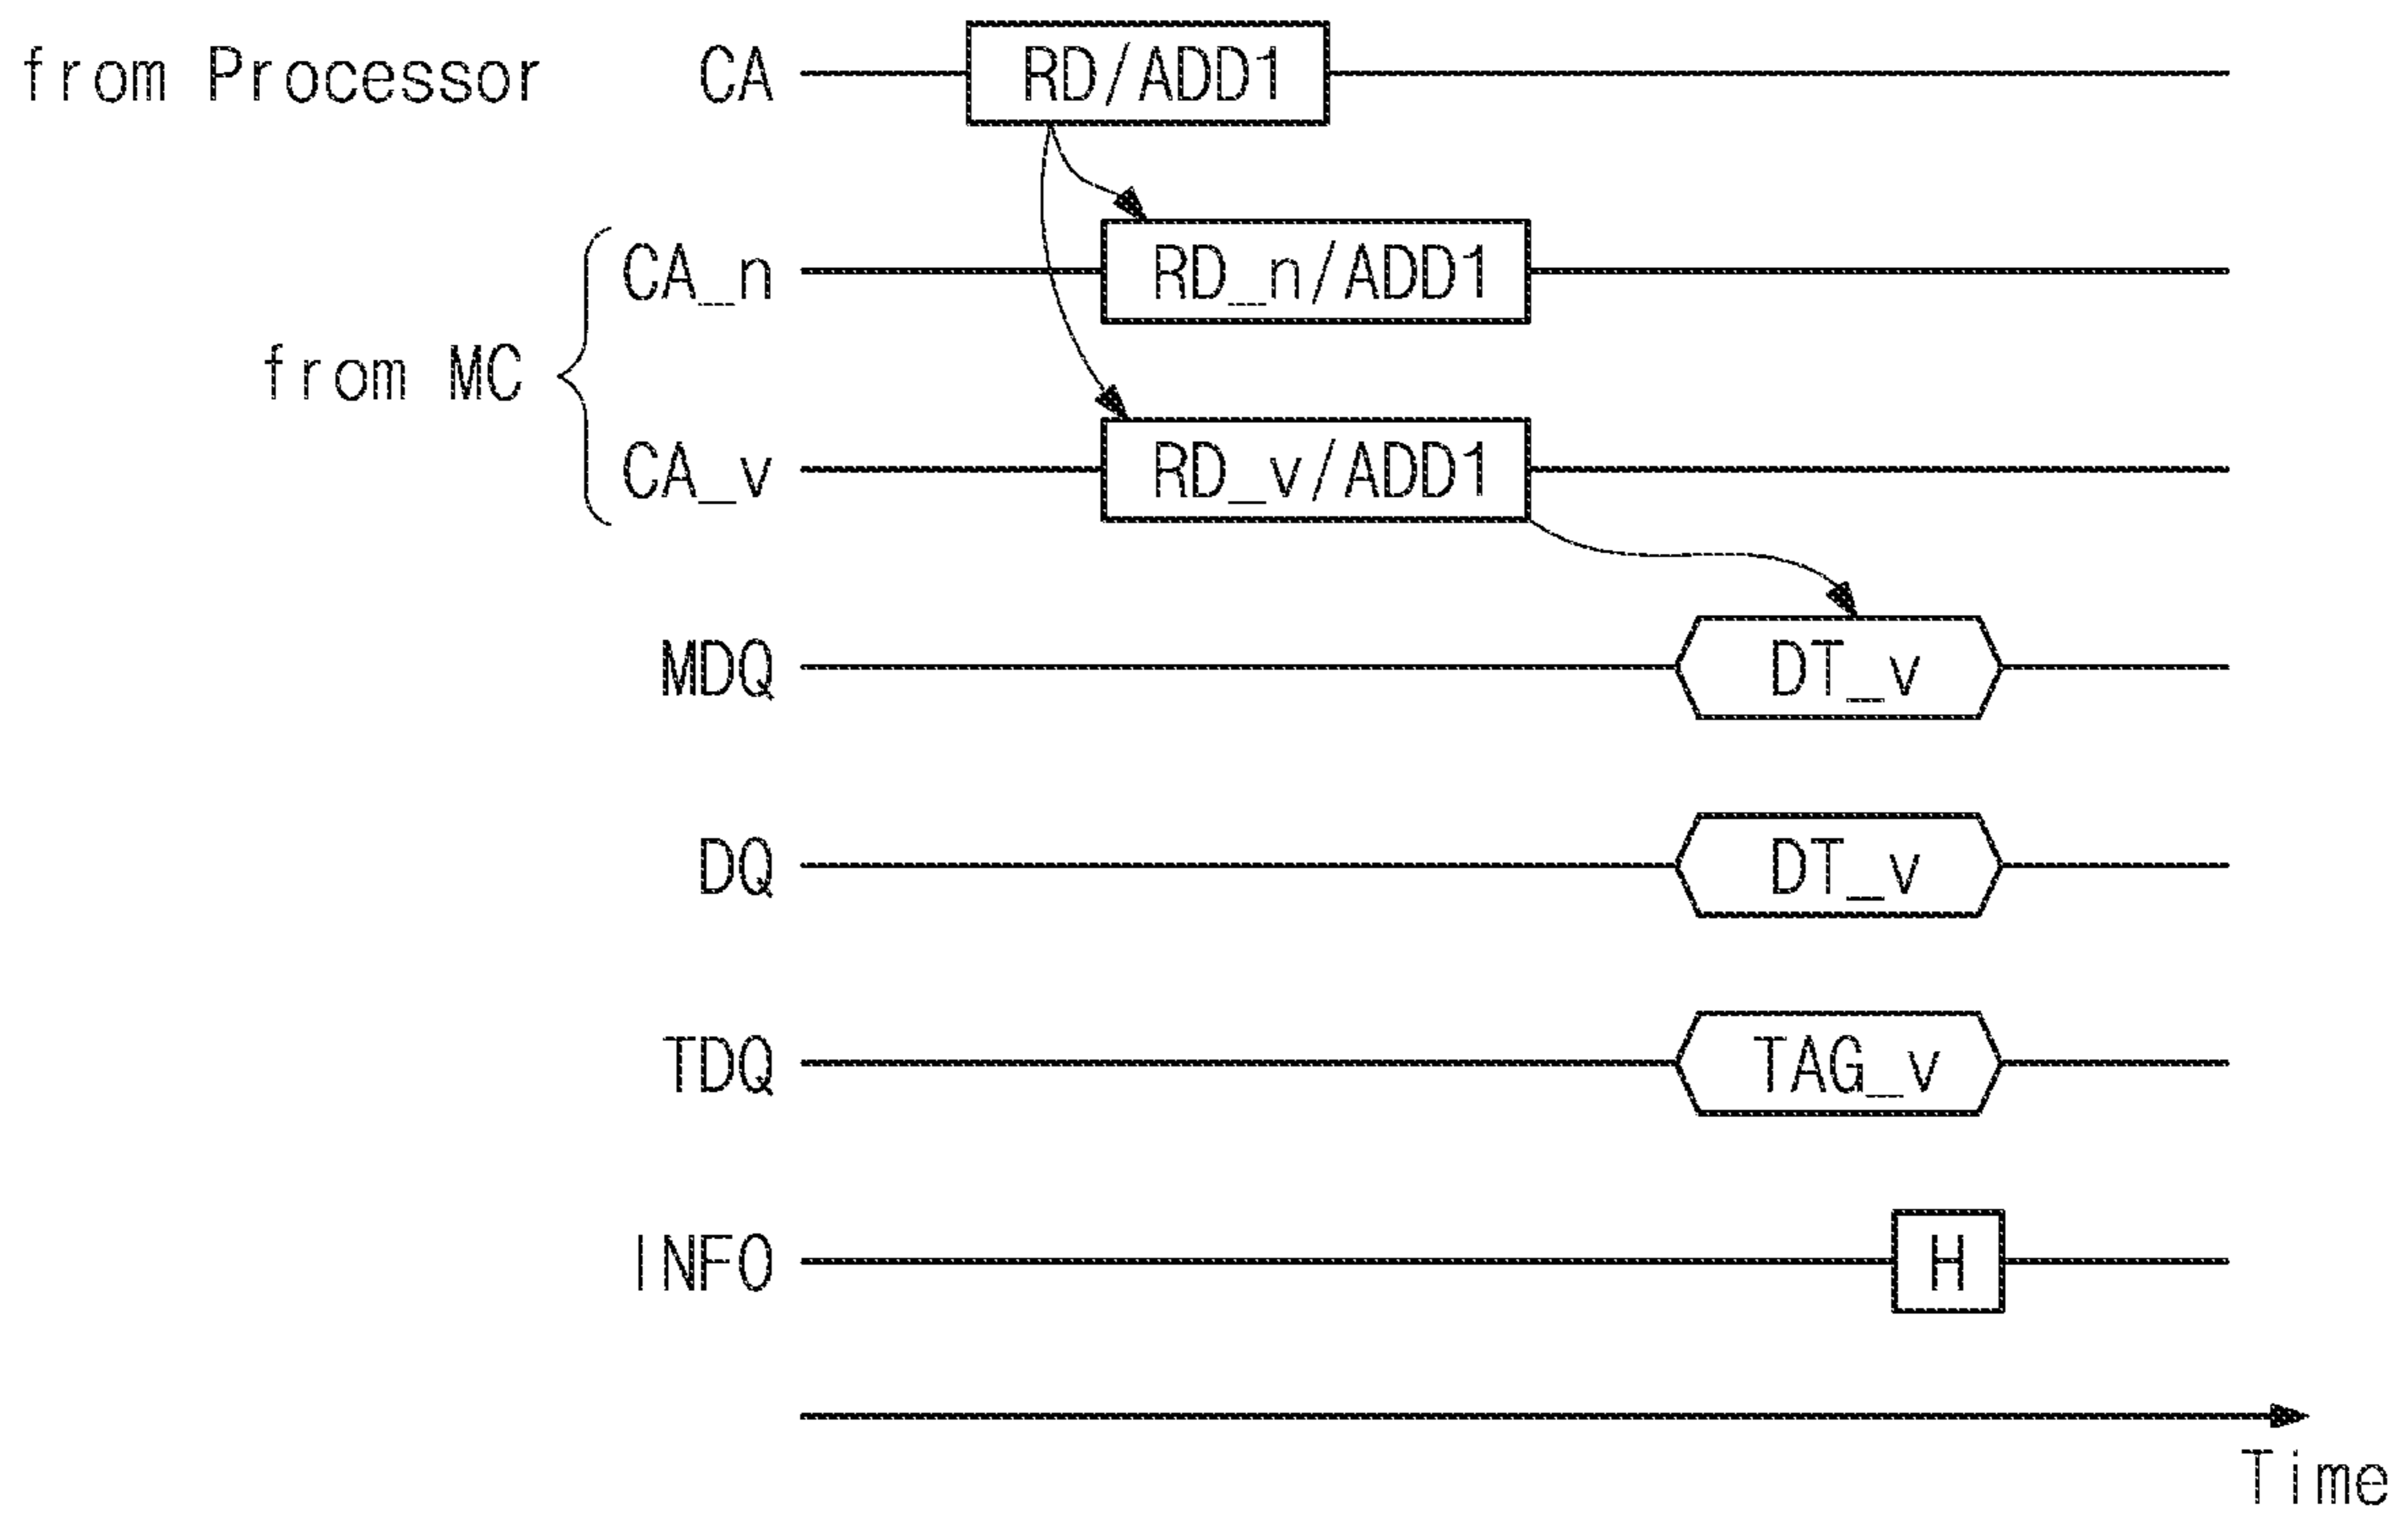 from Processor CA RD/ADD1
CA_n RD_n/ADD1
from MC
CA_v RD_v/ADD1
MDQ DT_v
DQ DT_v
TDQ TAG_v
INFO H
Time